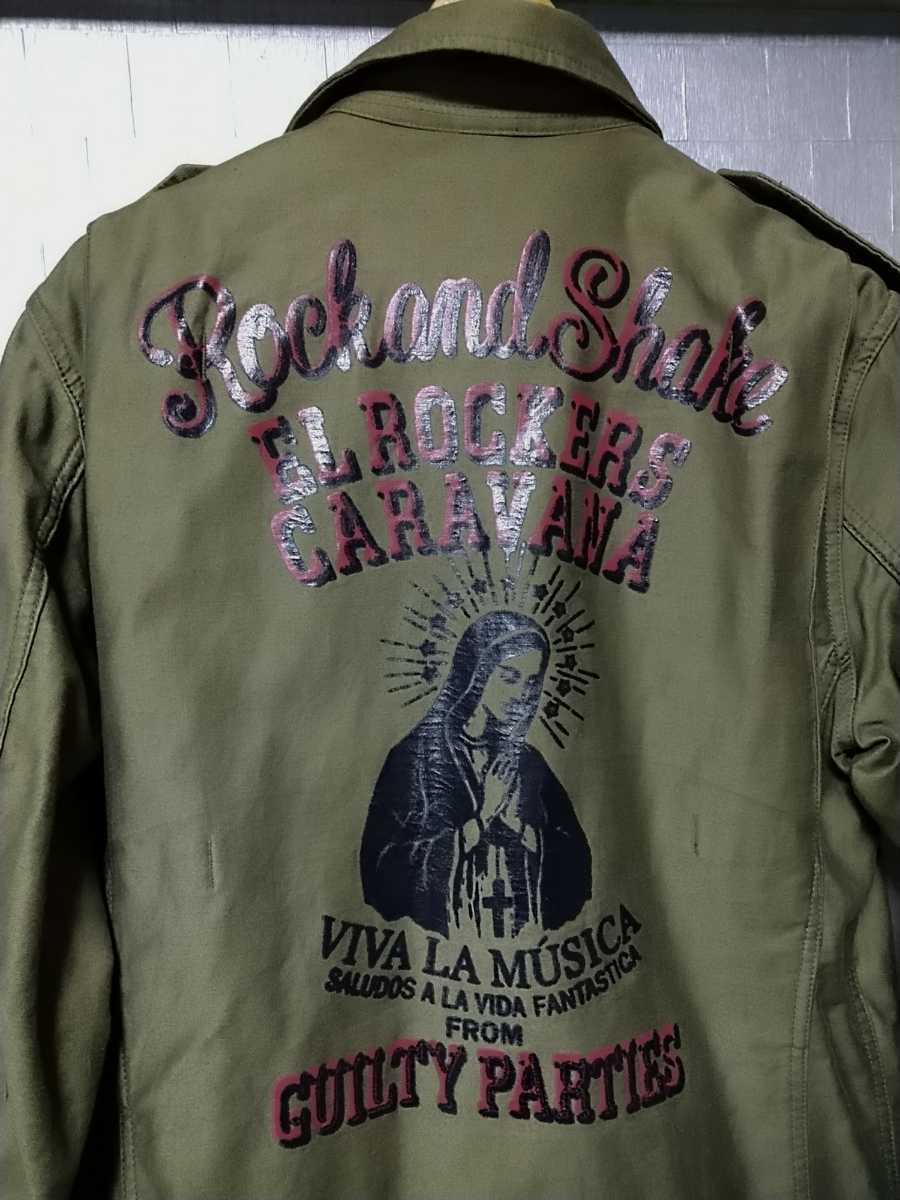 Rock and Shake
EL ROCKERS
CARAVANA
VIVA LA MÚSICA
SALUDOS A LA VIDA FANTASTICA
FROM
GUILTY PARTIES